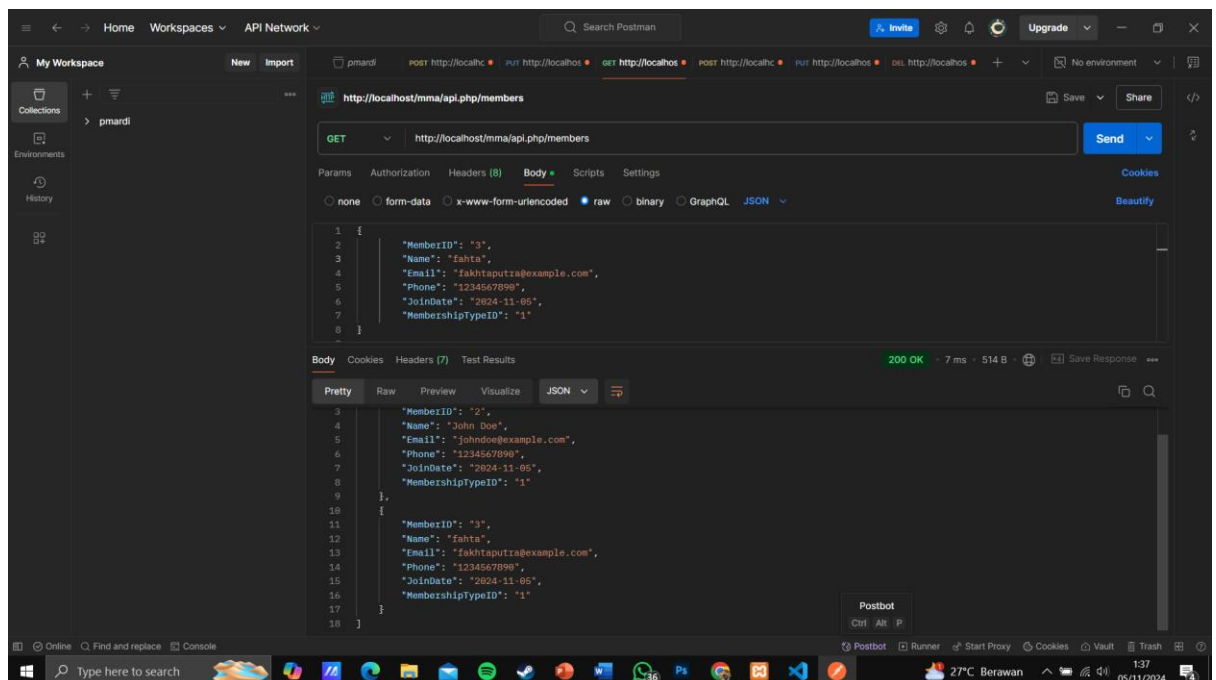 Home Workspaces API Network Search Postman Invite Upgrade
My Workspace New Import pmardi POST http://localhc PUT http://localhos GET http://localhos POST http://localhc PUT http://localhos DEL http://localhos No environment
Collections
Environments
History
pmardi
HTTP http://localhost/mma/api.php/members Save Share
GET http://localhost/mma/api.php/members Send
Params Authorization Headers (8) Body Scripts Settings Cookies
none form-data x-www-form-urlencoded raw binary GraphQL JSON Beautify
1 {
2 "MemberID": "3",
3 "Name": "fahta",
4 "Email": "fakhtaputra@example.com",
5 "Phone": "1234567890",
6 "JoinDate": "2024-11-05",
7 "MembershipTypeID": "1"
8 }
Body Cookies Headers (7) Test Results 200 OK 7 ms 514 B Save Response
Pretty Raw Preview Visualize JSON
3 "MemberID": "2",
4 "Name": "John Doe",
5 "Email": "johndoe@example.com",
6 "Phone": "1234567890",
7 "JoinDate": "2024-11-05",
8 "MembershipTypeID": "1"
9 },
10 {
11 "MemberID": "3",
12 "Name": "fahta",
13 "Email": "fakhtaputra@example.com",
14 "Phone": "1234567890",
15 "JoinDate": "2024-11-05",
16 "MembershipTypeID": "1"
17 }
18 ]
Postbot
Ctrl Alt P
Online Find and replace Console Postbot Runner Start Proxy Cookies Vault Trash
Type here to search 27°C Berawan 1:37
05/11/2024